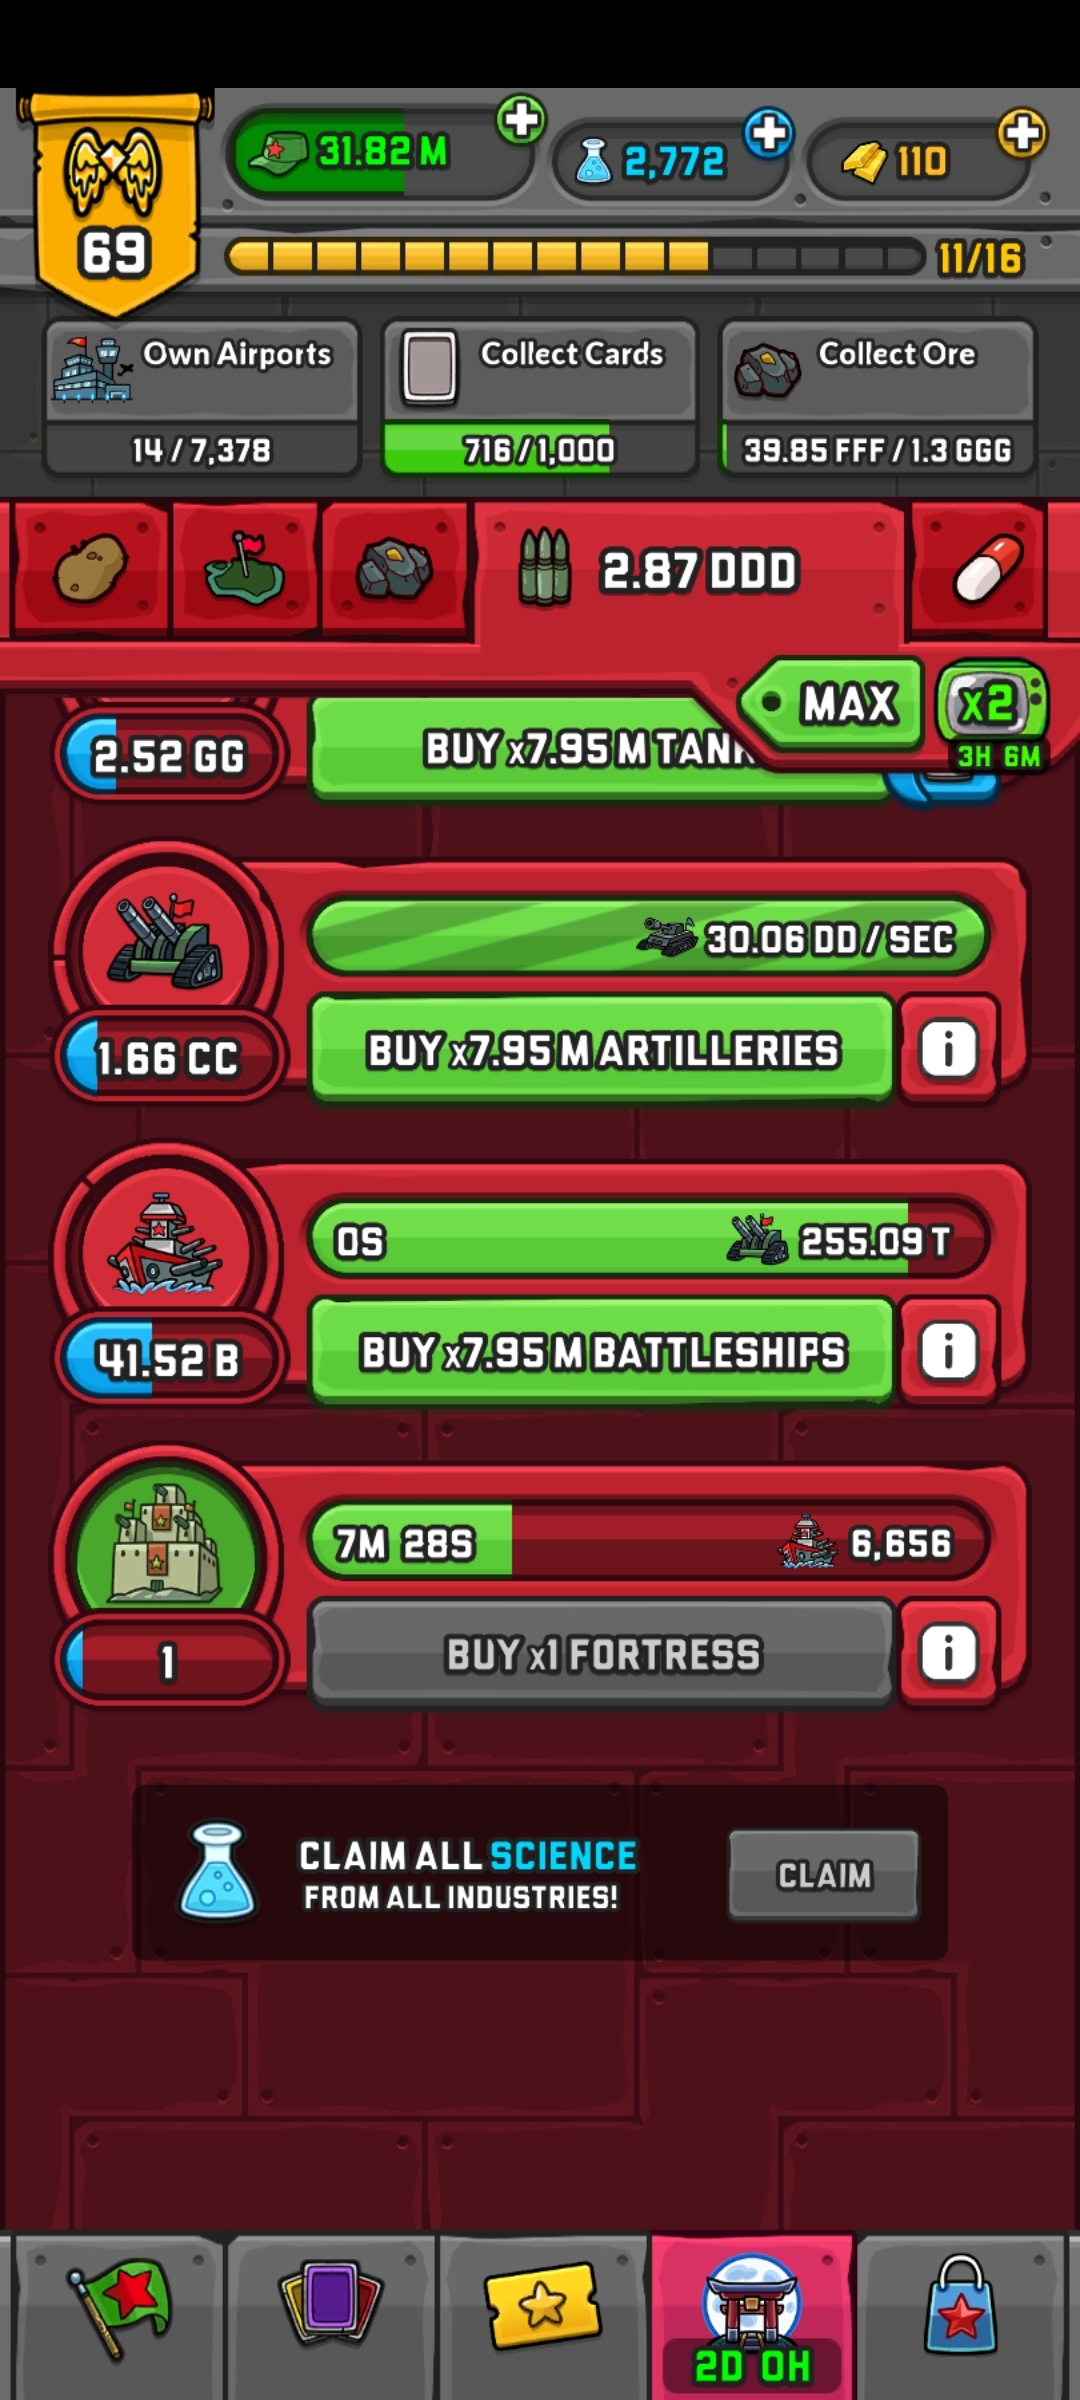 31.82 M
2,772
110
69
11/16
Own Airports
14 / 7,378
Collect Cards
716 / 1,000
Collect Ore
39.85 FFF / 1.3 GGG
2.87 DDD
MAX
x2
3H 6M
2.52 GG
BUY x7.95 M TANK
30.06 DD / SEC
1.66 CC
BUY x7.95 M ARTILLERIES
i
0S
255.09 T
41.52 B
BUY x7.95 M BATTLESHIPS
i
7M 28S
6,656
1
BUY x1 FORTRESS
i
CLAIM ALL SCIENCE
FROM ALL INDUSTRIES!
CLAIM
2D 0H